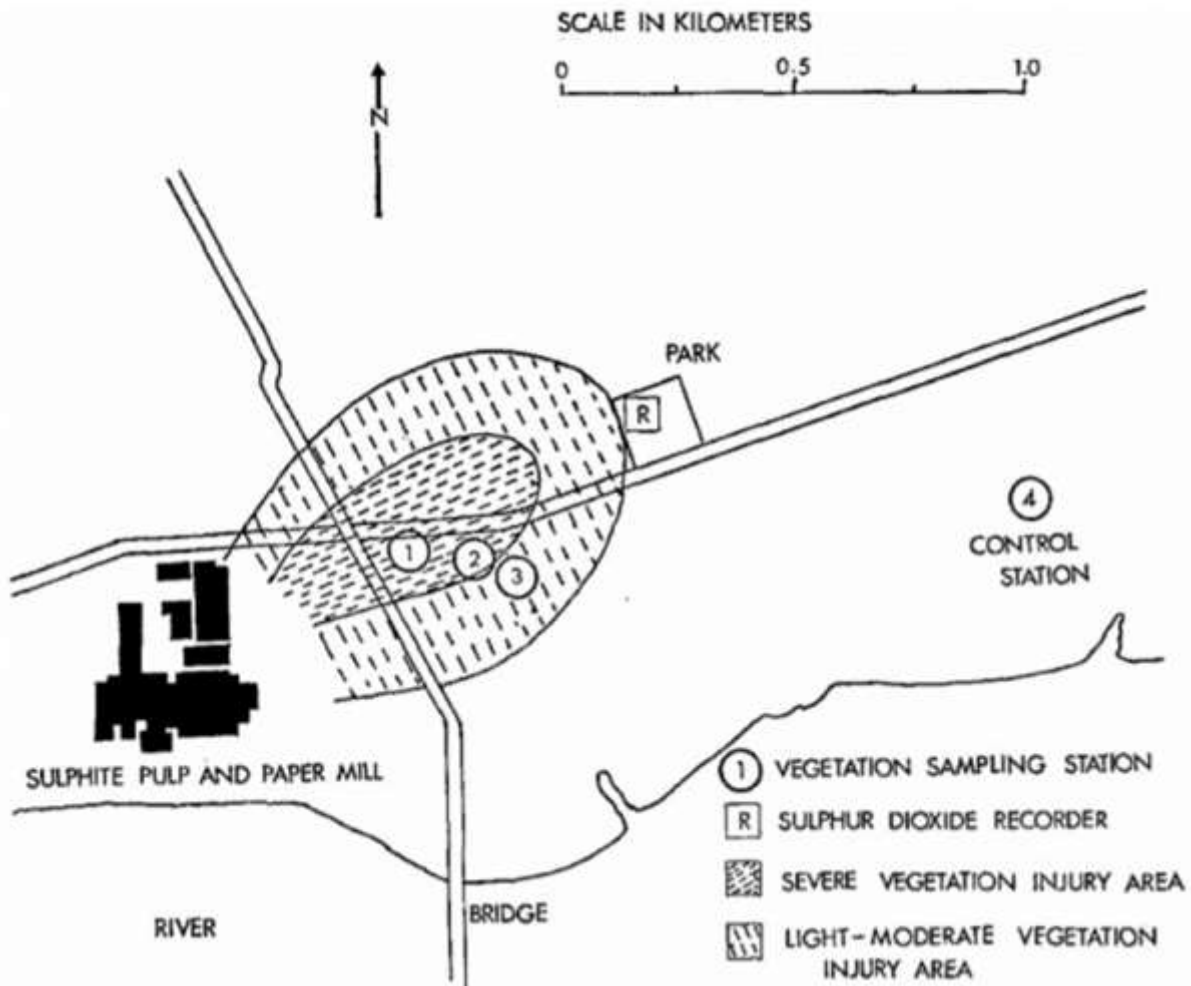 SCALE IN KILOMETERS
0 0.5 1.0
N
PARK
R
1
2
3
4
CONTROL
STATION
SULPHITE PULP AND PAPER MILL
1 VEGETATION SAMPLING STATION
R SULPHUR DIOXIDE RECORDER
SEVERE VEGETATION INJURY AREA
BRIDGE
RIVER
LIGHT-MODERATE VEGETATION
INJURY AREA